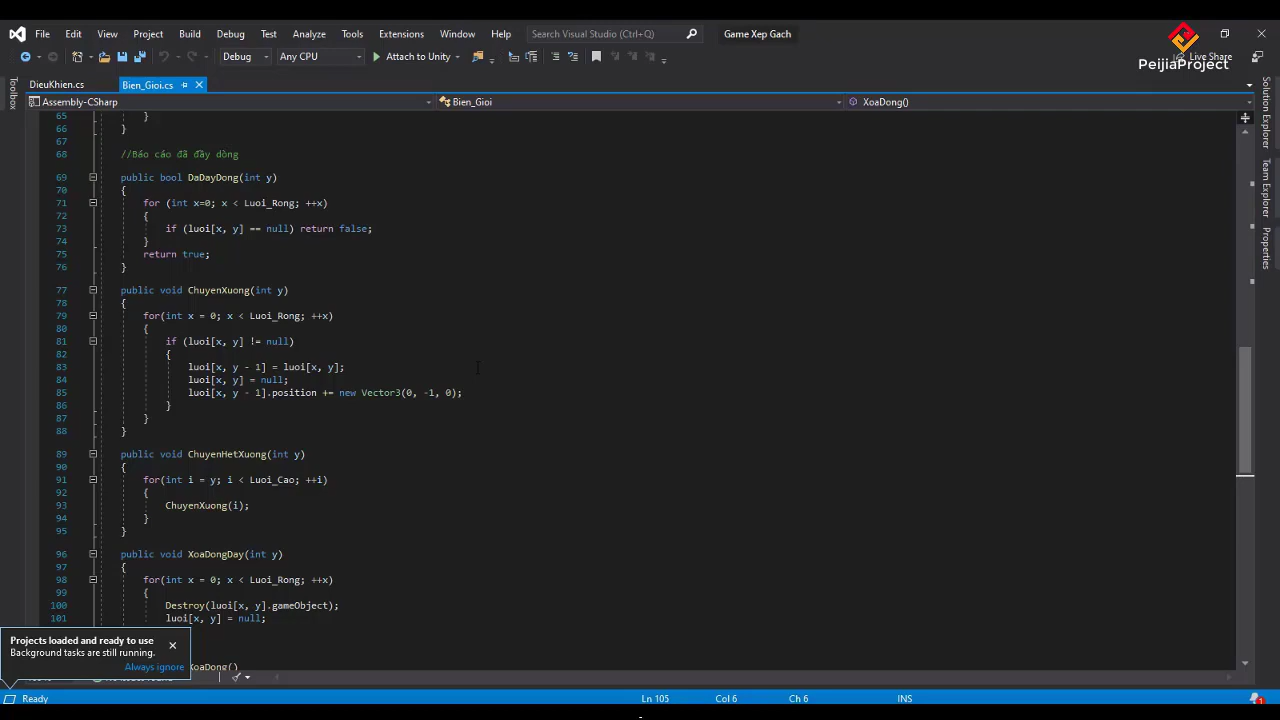 File Edit View Project Build Debug Test Analyze Tools Extensions Window Help Search Visual Studio (Ctrl+Q) Game Xep Gach
Live Share
PeijiaProject
Debug Any CPU Attach to Unity
DieuKhien.cs Bien_Gioi.cs
Assembly-CSharp Bien_Gioi XoaDong()
Toolbox
Solution Explorer
Team Explorer
Properties
65 }
66 }
67
68 //Báo cáo đã đầy dòng
69 public bool DaDayDong(int y)
70 {
71 for (int x=0; x < Luoi_Rong; ++x)
72 {
73 if (luoi[x, y] == null) return false;
74 }
75 return true;
76 }
77 public void ChuyenXuong(int y)
78 {
79 for(int x = 0; x < Luoi_Rong; ++x)
80 {
81 if (luoi[x, y] != null)
82 {
83 luoi[x, y - 1] = luoi[x, y];
84 luoi[x, y] = null;
85 luoi[x, y - 1].position += new Vector3(0, -1, 0);
86 }
87 }
88 }
89 public void ChuyenHetXuong(int y)
90 {
91 for(int i = y; i < Luoi_Cao; ++i)
92 {
93 ChuyenXuong(i);
94 }
95 }
96 public void XoaDongDay(int y)
97 {
98 for(int x = 0; x < Luoi_Rong; ++x)
99 {
100 Destroy(luoi[x, y].gameObject);
101 luoi[x, y] = null;
XoaDong()
Projects loaded and ready to use
Background tasks are still running.
Always ignore
Ready Ln 105 Col 6 Ch 6 INS 1